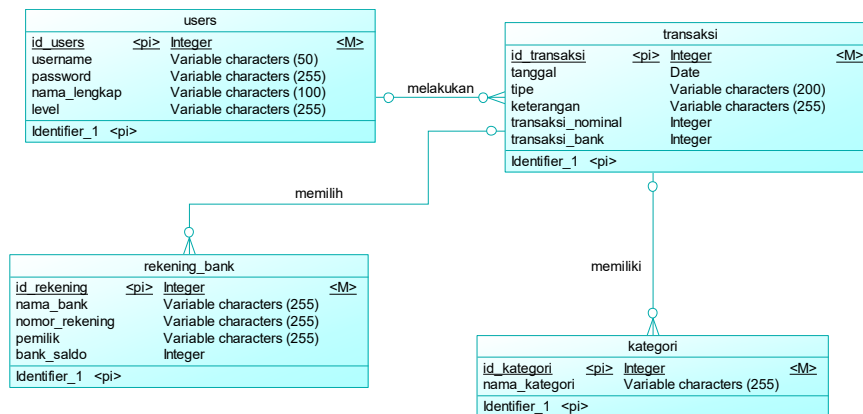 users
id_users <pi> Integer <M>
username Variable characters (50)
password Variable characters (255)
nama_lengkap Variable characters (100)
level Variable characters (255)
Identifier_1 <pi>
melakukan
transaksi
id_transaksi <pi> Integer <M>
tanggal Date
tipe Variable characters (200)
keterangan Variable characters (255)
transaksi_nominal Integer
transaksi_bank Integer
Identifier_1 <pi>
memilih
rekening_bank
id_rekening <pi> Integer <M>
nama_bank Variable characters (255)
nomor_rekening Variable characters (255)
pemilik Variable characters (255)
bank_saldo Integer
Identifier_1 <pi>
memiliki
kategori
id_kategori <pi> Integer <M>
nama_kategori Variable characters (255)
Identifier_1 <pi>